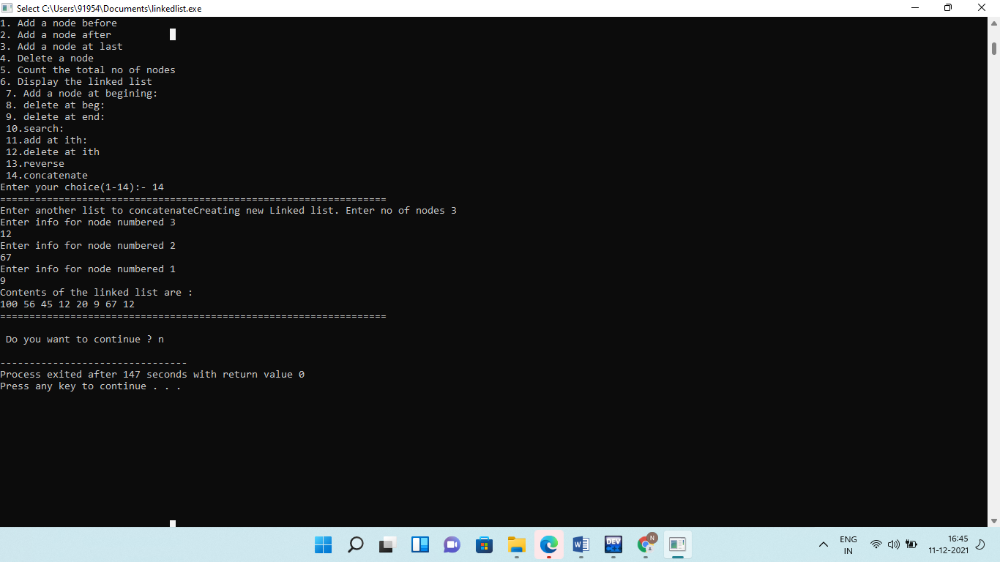 Select C:\Users\91954\Documents\linkedlist.exe
1. Add a node before
2. Add a node after
3. Add a node at last
4. Delete a node
5. Count the total no of nodes
6. Display the linked list
 7. Add a node at begining:
 8. delete at beg:
 9. delete at end:
 10.search:
 11.add at ith:
 12.delete at ith
 13.reverse
 14.concatenate
Enter your choice(1-14):- 14
==================================================================
Enter another list to concatenateCreating new Linked list. Enter no of nodes 3
Enter info for node numbered 3
12
Enter info for node numbered 2
67
Enter info for node numbered 1
9
Contents of the linked list are :
100 56 45 12 20 9 67 12
==================================================================
 Do you want to continue ? n
--------------------------------
Process exited after 147 seconds with return value 0
Press any key to continue . . .
DEV
N
ENG
IN
16:45
11-12-2021